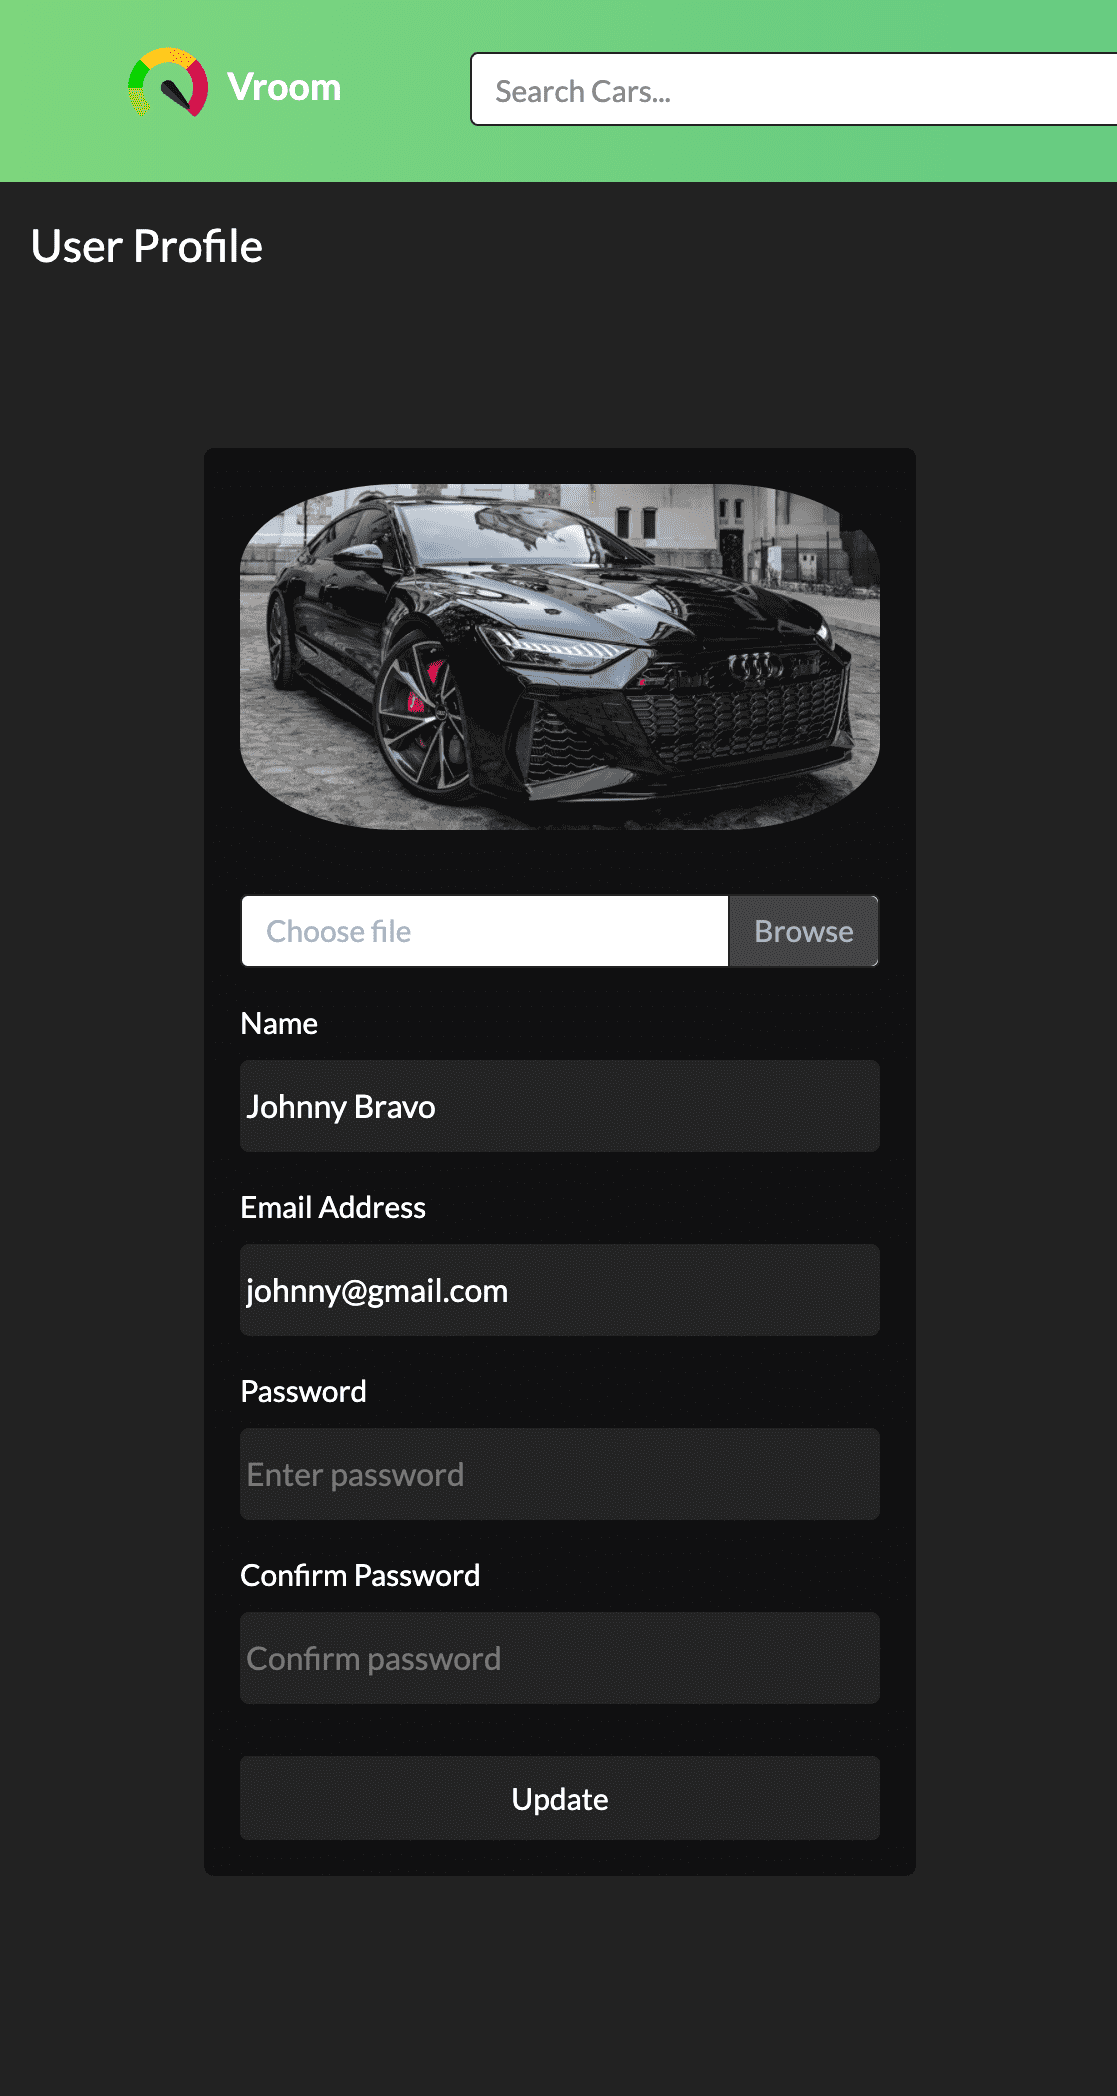 Vroom
Search Cars...
User Profile
Choose file
Browse
Name
Johnny Bravo
Email Address
johnny@gmail.com
Password
Enter password
Confirm Password
Confirm password
Update